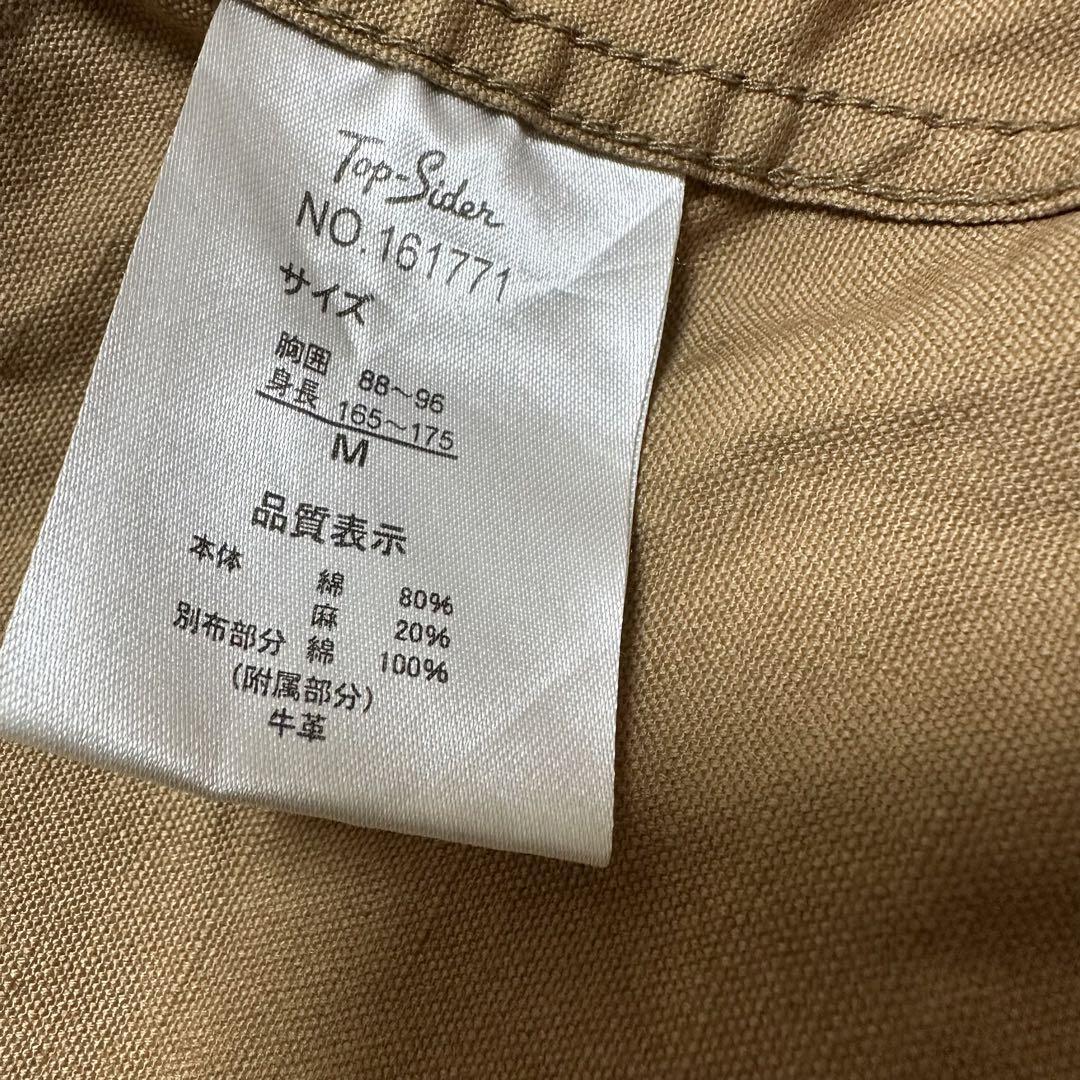 Top-Sider
NO.161771
サイズ
胸囲 88～96
身長 165～175
M
品質表示
本体 綿 80%
麻 20%
別布部分 綿 100%
(附属部分)
牛革